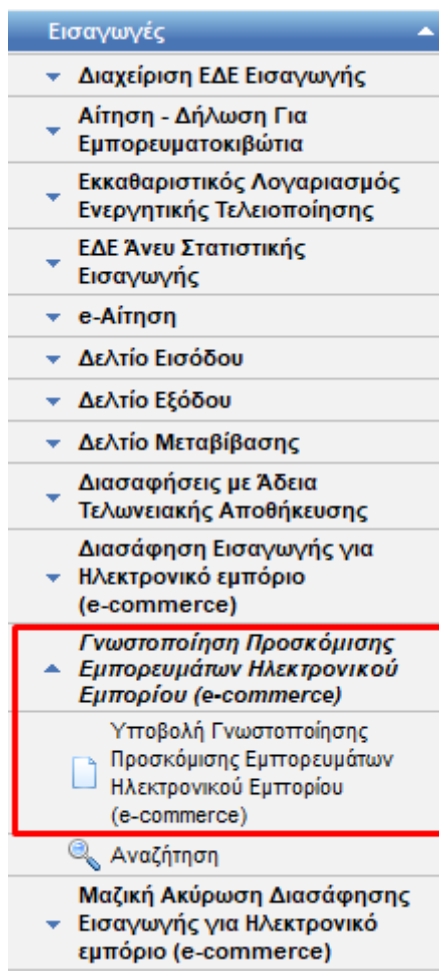 Εισαγωγές
Διαχείριση ΕΔΕ Εισαγωγής
Αίτηση - Δήλωση Για
Εμπορευματοκιβώτια
Εκκαθαριστικός Λογαριασμός
Ενεργητικής Τελειοποίησης
ΕΔΕ Άνευ Στατιστικής
Εισαγωγής
e-Αίτηση
Δελτίο Εισόδου
Δελτίο Εξόδου
Δελτίο Μεταβίβασης
Διασαφήσεις με Άδεια
Τελωνειακής Αποθήκευσης
Διασάφηση Εισαγωγής για
Ηλεκτρονικό εμπόριο
(e-commerce)
Γνωστοποίηση Προσκόμισης
Εμπορευμάτων Ηλεκτρονικού
Εμπορίου (e-commerce)
Υποβολή Γνωστοποίησης
Προσκόμισης Εμπορευμάτων
Ηλεκτρονικού Εμπορίου
(e-commerce)
Αναζήτηση
Μαζική Ακύρωση Διασάφησης
Εισαγωγής για Ηλεκτρονικό
εμπόριο (e-commerce)